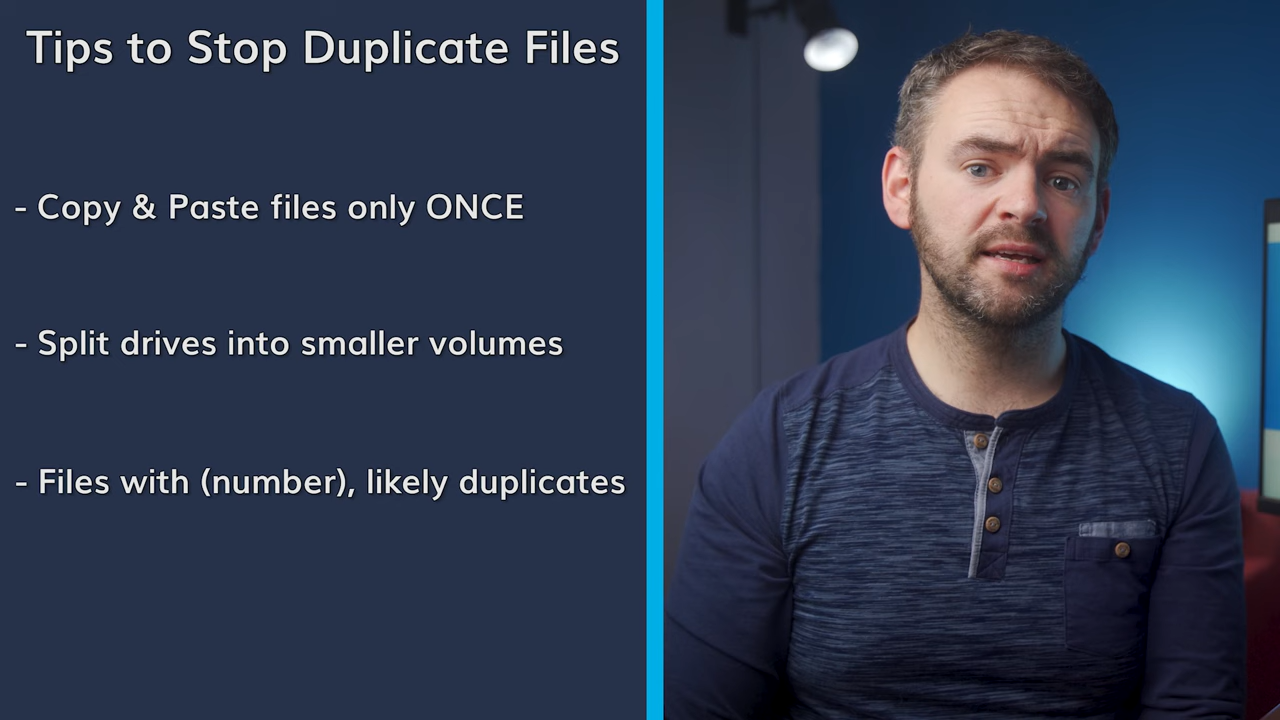 Tips to Stop Duplicate Files
- Copy & Paste files only ONCE
- Split drives into smaller volumes
- Files with (number), likely duplicates